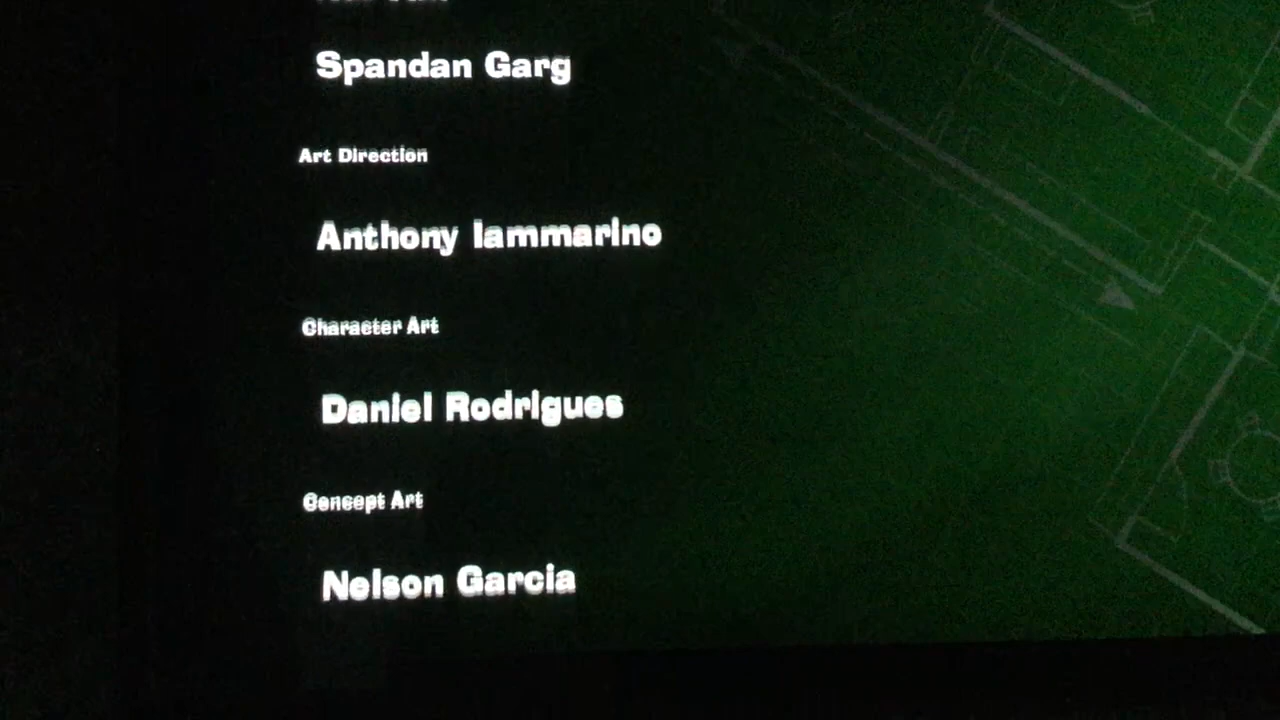 Spandan Garg
Art Direction
Anthony Iammarino
Character Art
Daniel Rodrigues
Concept Art
Nelson Garcia